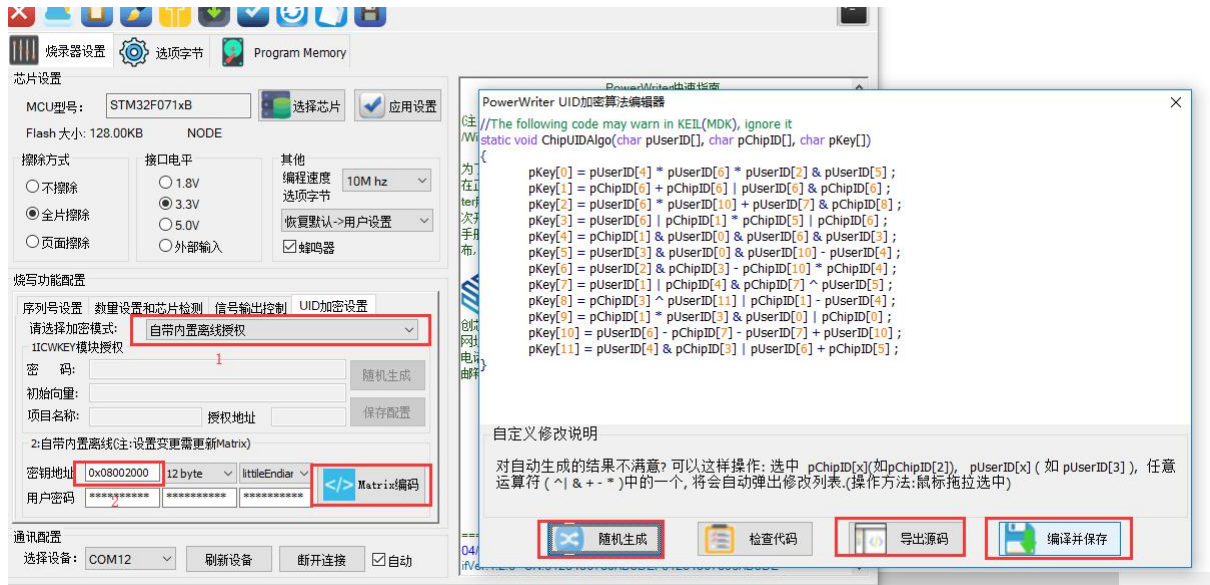 烧录器设置 选项字节 Program Memory
芯片设置
MCU型号: STM32F071xB 选择芯片 应用设置
Flash 大小: 128.00KB NODE
擦除方式 接口电平 其他
不擦除 1.8V 编程速度 10M hz
全片擦除 3.3V 选项字节
页面擦除 5.0V 恢复默认->用户设置
外部输入 蜂鸣器
烧写功能配置
序列号设置 数量设置和芯片检测 信号输出控制 UID加密设置
请选择加密模式: 自带内置离线授权
1
1ICWKEY模块授权
密 码: 随机生成
初始向量:
项目名称: 授权地址 保存配置
2:自带内置离线(注:设置变更需更新Matrix)
密钥地址 0x08002000 12byte littleEndiar </> Matrix编码
用户密码 ********** ********** **********
2
通讯配置
选择设备: COM12 刷新设备 断开连接 自动
PowerWriter快速指南
PowerWriter UID加密算法编辑器
//The following code may warn in KEIL(MDK), ignore it
static void ChipUIDAlgo(char pUserID[], char pChipID[], char pKey[])
{
pKey[0] = pUserID[4] * pUserID[6] * pUserID[2] & pUserID[5] ;
pKey[1] = pChipID[6] + pChipID[6] | pUserID[6] & pChipID[6] ;
pKey[2] = pUserID[6] * pUserID[10] + pUserID[7] & pChipID[8] ;
pKey[3] = pUserID[6] | pChipID[1] * pChipID[5] | pChipID[6] ;
pKey[4] = pChipID[1] & pUserID[0] & pUserID[6] & pUserID[3] ;
pKey[5] = pUserID[3] & pUserID[0] & pUserID[10] - pUserID[4] ;
pKey[6] = pUserID[2] & pChipID[3] - pChipID[10] * pChipID[4] ;
pKey[7] = pUserID[1] | pChipID[4] & pChipID[7] ^ pUserID[5] ;
pKey[8] = pChipID[3] ^ pUserID[11] | pChipID[1] - pUserID[4] ;
pKey[9] = pChipID[1] * pUserID[3] & pUserID[0] | pChipID[0] ;
pKey[10] = pUserID[6] - pChipID[7] - pUserID[7] + pUserID[10] ;
pKey[11] = pUserID[4] & pChipID[3] | pUserID[6] + pChipID[5] ;
}
自定义修改说明
对自动生成的结果不满意? 可以这样操作: 选中 pChipID[x](如pChipID[2]), pUserID[x] ( 如 pUserID[3] ), 任意
运算符 ( ^| & + - * )中的一个, 将会自动弹出修改列表.(操作方法:鼠标拖拉选中)
随机生成 检查代码 导出源码 编译并保存